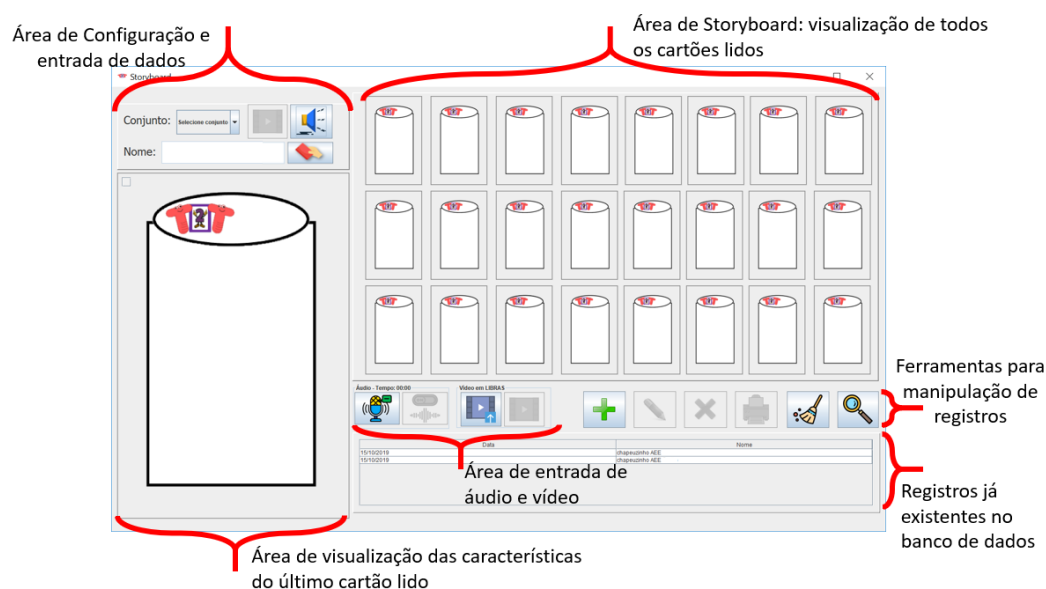 Área de Configuração e
entrada de dados
Área de Storyboard: visualização de todos
os cartões lidos
Storyboard
Conjunto:
Selecione conjunto
Nome:
Áudio - Tempo: 00:00
Vídeo em LIBRAS
Ferramentas para
manipulação de
registros
Data
Nome
15/10/2019
chapeuzinho AEE
15/10/2019
chapeuzinho AEE
Área de entrada de
áudio e vídeo
Registros já
existentes no
banco de dados
Área de visualização das características
do último cartão lido